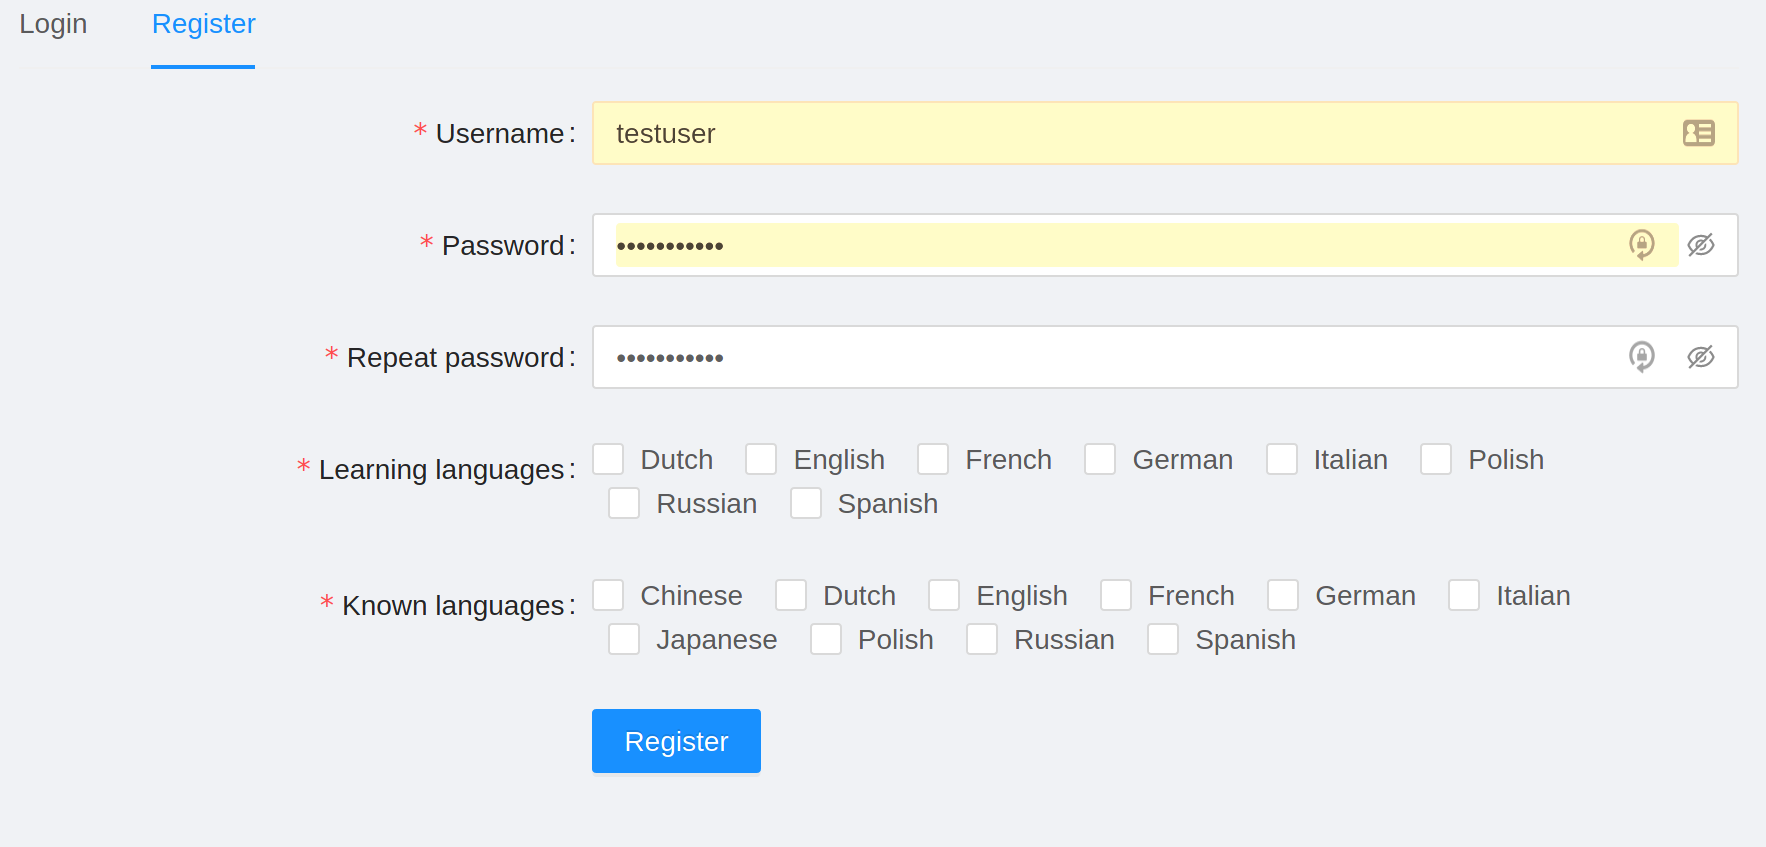 Login Register
* Username: testuser
* Password: •••••••••••
* Repeat password: •••••••••••
* Learning languages: Dutch English French German Italian Polish
Russian Spanish
* Known languages: Chinese Dutch English French German Italian
Japanese Polish Russian Spanish
Register